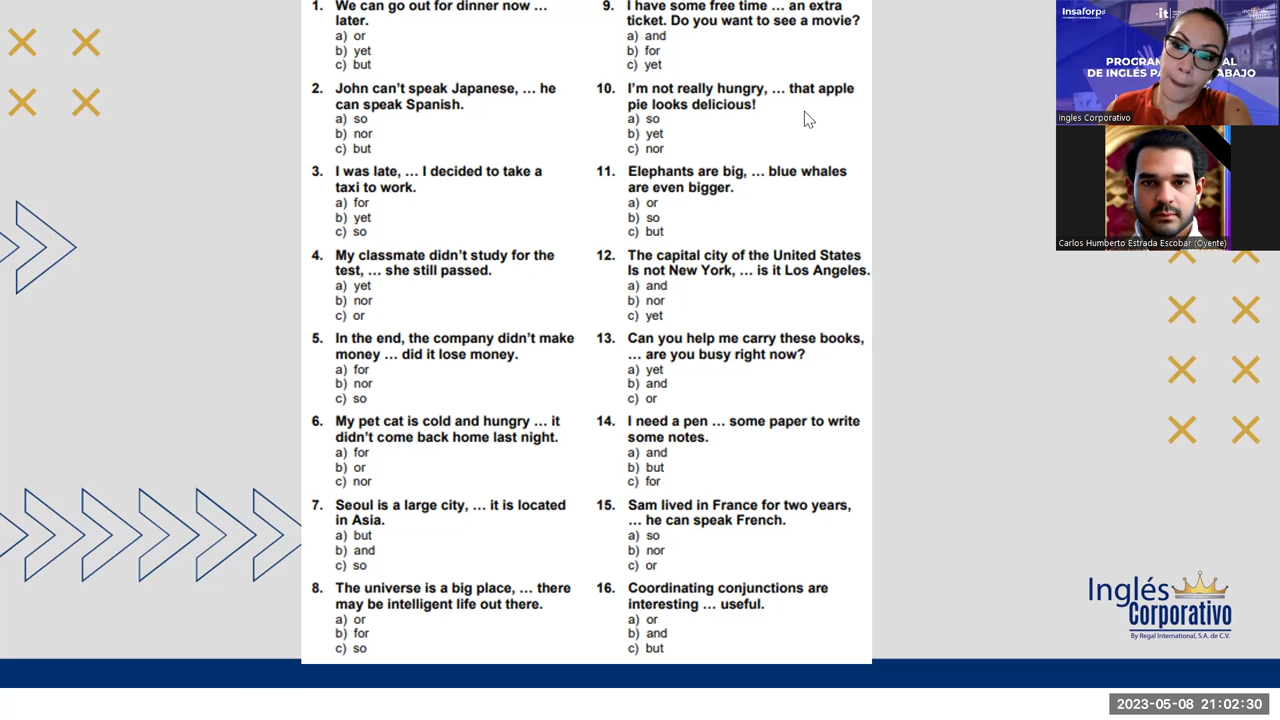 1. We can go out for dinner now …
later.
a) or
b) yet
c) but
2. John can’t speak Japanese, … he
can speak Spanish.
a) so
b) nor
c) but
3. I was late, … I decided to take a
taxi to work.
a) for
b) yet
c) so
4. My classmate didn’t study for the
test, … she still passed.
a) yet
b) nor
c) or
5. In the end, the company didn’t make
money … did it lose money.
a) for
b) nor
c) so
6. My pet cat is cold and hungry … it
didn’t come back home last night.
a) for
b) or
c) nor
7. Seoul is a large city, … it is located
in Asia.
a) but
b) and
c) so
8. The universe is a big place, … there
may be intelligent life out there.
a) or
b) for
c) so
9. I have some free time … an extra
ticket. Do you want to see a movie?
a) and
b) for
c) yet
10. I’m not really hungry, … that apple
pie looks delicious!
a) so
b) yet
c) nor
11. Elephants are big, … blue whales
are even bigger.
a) or
b) so
c) but
12. The capital city of the United States
Is not New York, … is it Los Angeles.
a) and
b) nor
c) yet
13. Can you help me carry these books,
… are you busy right now?
a) yet
b) and
c) or
14. I need a pen … some paper to write
some notes.
a) and
b) but
c) for
15. Sam lived in France for two years,
… he can speak French.
a) so
b) nor
c) or
16. Coordinating conjunctions are
interesting … useful.
a) or
b) and
c) but
Insaforp
PROGRAM AL
DE INGLÉS PA ABAJO
Ingles Corporativo
Carlos Humberto Estrada Escobar (Oyente)
Inglés
Corporativo
By Regal International, S.A. de C.V.
2023-05-08 21:02:30